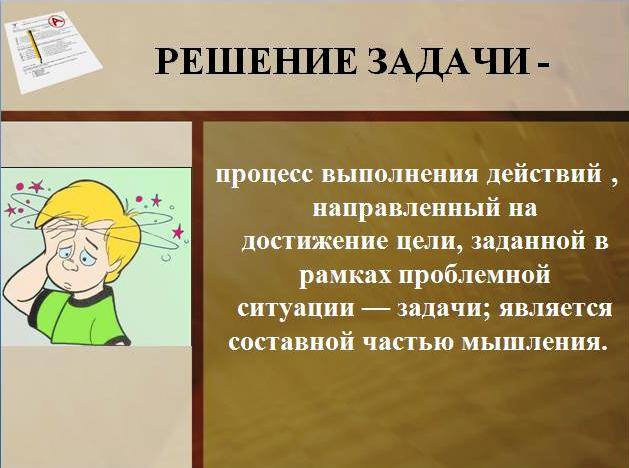 РЕШЕНИЕ ЗАДАЧИ -
процесс выполнения действий ,
направленный на
достижение цели, заданной в
рамках проблемной
ситуации — задачи; является
составной частью мышления.